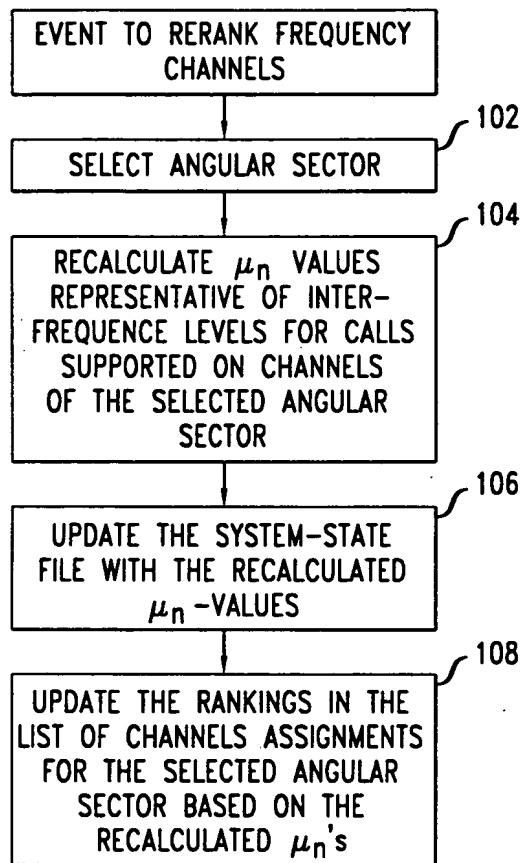 EVENT TO RERANK FREQUENCY
CHANNELS
102
SELECT ANGULAR SECTOR
104
RECALCULATE μn VALUES
REPRESENTATIVE OF INTER-
FREQUENCE LEVELS FOR CALLS
SUPPORTED ON CHANNELS
OF THE SELECTED ANGULAR
SECTOR
106
UPDATE THE SYSTEM-STATE
FILE WITH THE RECALCULATED
μn-VALUES
108
UPDATE THE RANKINGS IN THE
LIST OF CHANNELS ASSIGNMENTS
FOR THE SELECTED ANGULAR
SECTOR BASED ON THE
RECALCULATED μn's